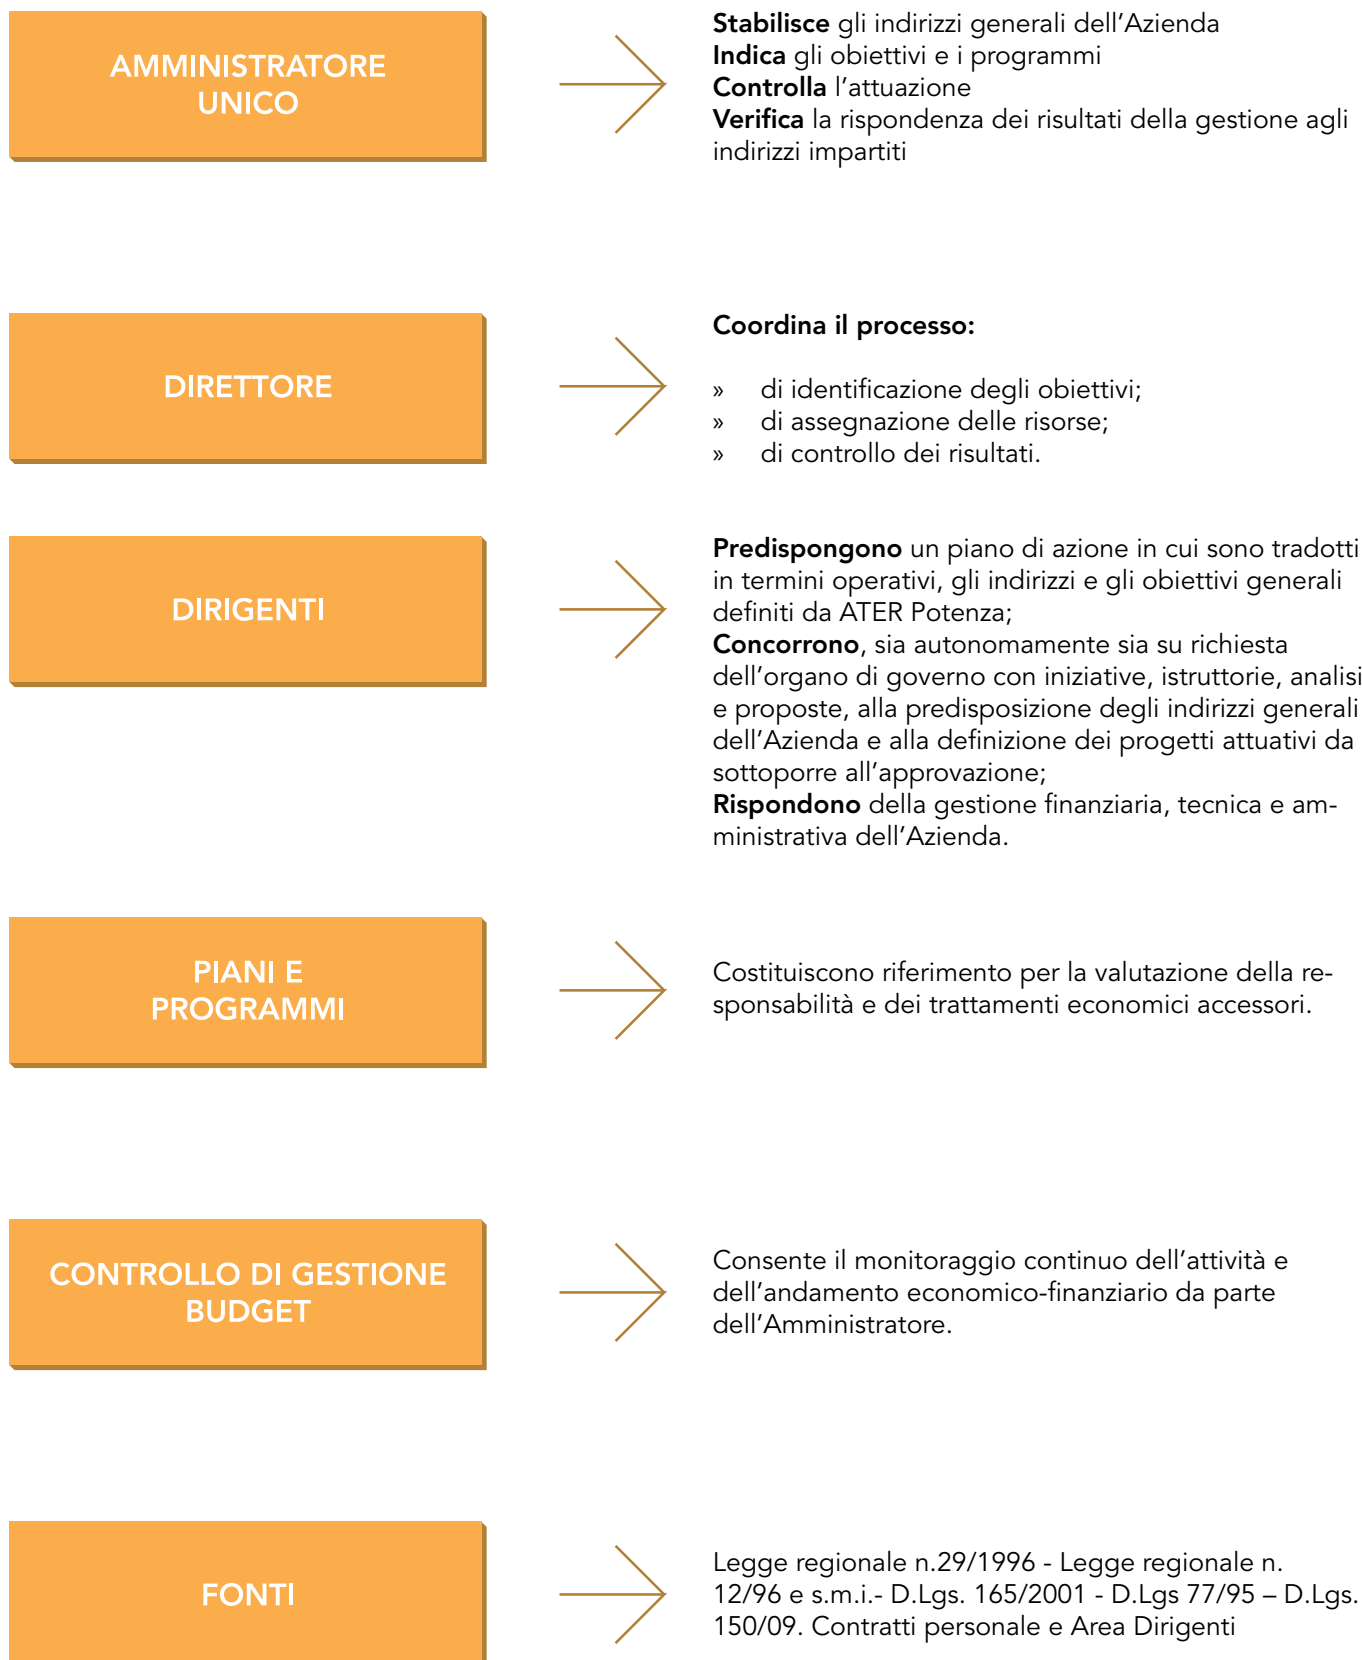 AMMINISTRATORE
UNICO
Stabilisce gli indirizzi generali dell’Azienda
Indica gli obiettivi e i programmi
Controlla l’attuazione
Verifica la rispondenza dei risultati della gestione agli
indirizzi impartiti
DIRETTORE
Coordina il processo:
» di identificazione degli obiettivi;
» di assegnazione delle risorse;
» di controllo dei risultati.
DIRIGENTI
Predispongono un piano di azione in cui sono tradotti
in termini operativi, gli indirizzi e gli obiettivi generali
definiti da ATER Potenza;
Concorrono, sia autonomamente sia su richiesta
dell’organo di governo con iniziative, istruttorie, analisi
e proposte, alla predisposizione degli indirizzi generali
dell’Azienda e alla definizione dei progetti attuativi da
sottoporre all’approvazione;
Rispondono della gestione finanziaria, tecnica e am-
ministrativa dell’Azienda.
PIANI E
PROGRAMMI
Costituiscono riferimento per la valutazione della re-
sponsabilità e dei trattamenti economici accessori.
CONTROLLO DI GESTIONE
BUDGET
Consente il monitoraggio continuo dell’attività e
dell’andamento economico-finanziario da parte
dell’Amministratore.
FONTI
Legge regionale n.29/1996 - Legge regionale n.
12/96 e s.m.i.- D.Lgs. 165/2001 - D.Lgs 77/95 – D.Lgs.
150/09. Contratti personale e Area Dirigenti